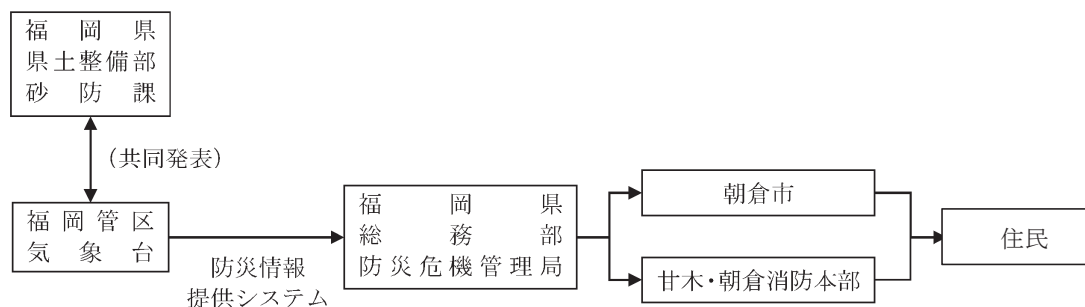 福岡県
県土整備部
砂防課
（共同発表）
福岡管区
気象台
防災情報
提供システム
福岡県
総務部
防災危機管理局
朝倉市
甘木・朝倉消防本部
住民